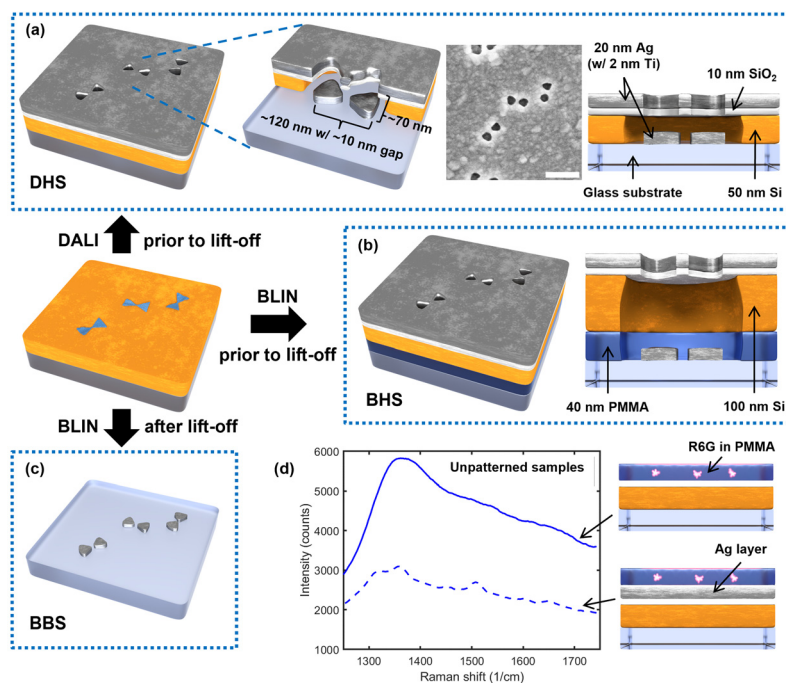 (a)
20 nm Ag
(w/ 2 nm Ti)
10 nm SiO₂
~70 nm
~120 nm w/ ~10 nm gap
DHS
Glass substrate
50 nm Si
DALI
prior to lift-off
(b)
BLIN
prior to lift-off
BHS
40 nm PMMA
100 nm Si
BLIN
after lift-off
(c)
BBS
(d)
Unpatterned samples
6000
5000
4000
3000
2000
1000
Intensity (counts)
1300
1400
1500
1600
1700
Raman shift (1/cm)
R6G in PMMA
Ag layer